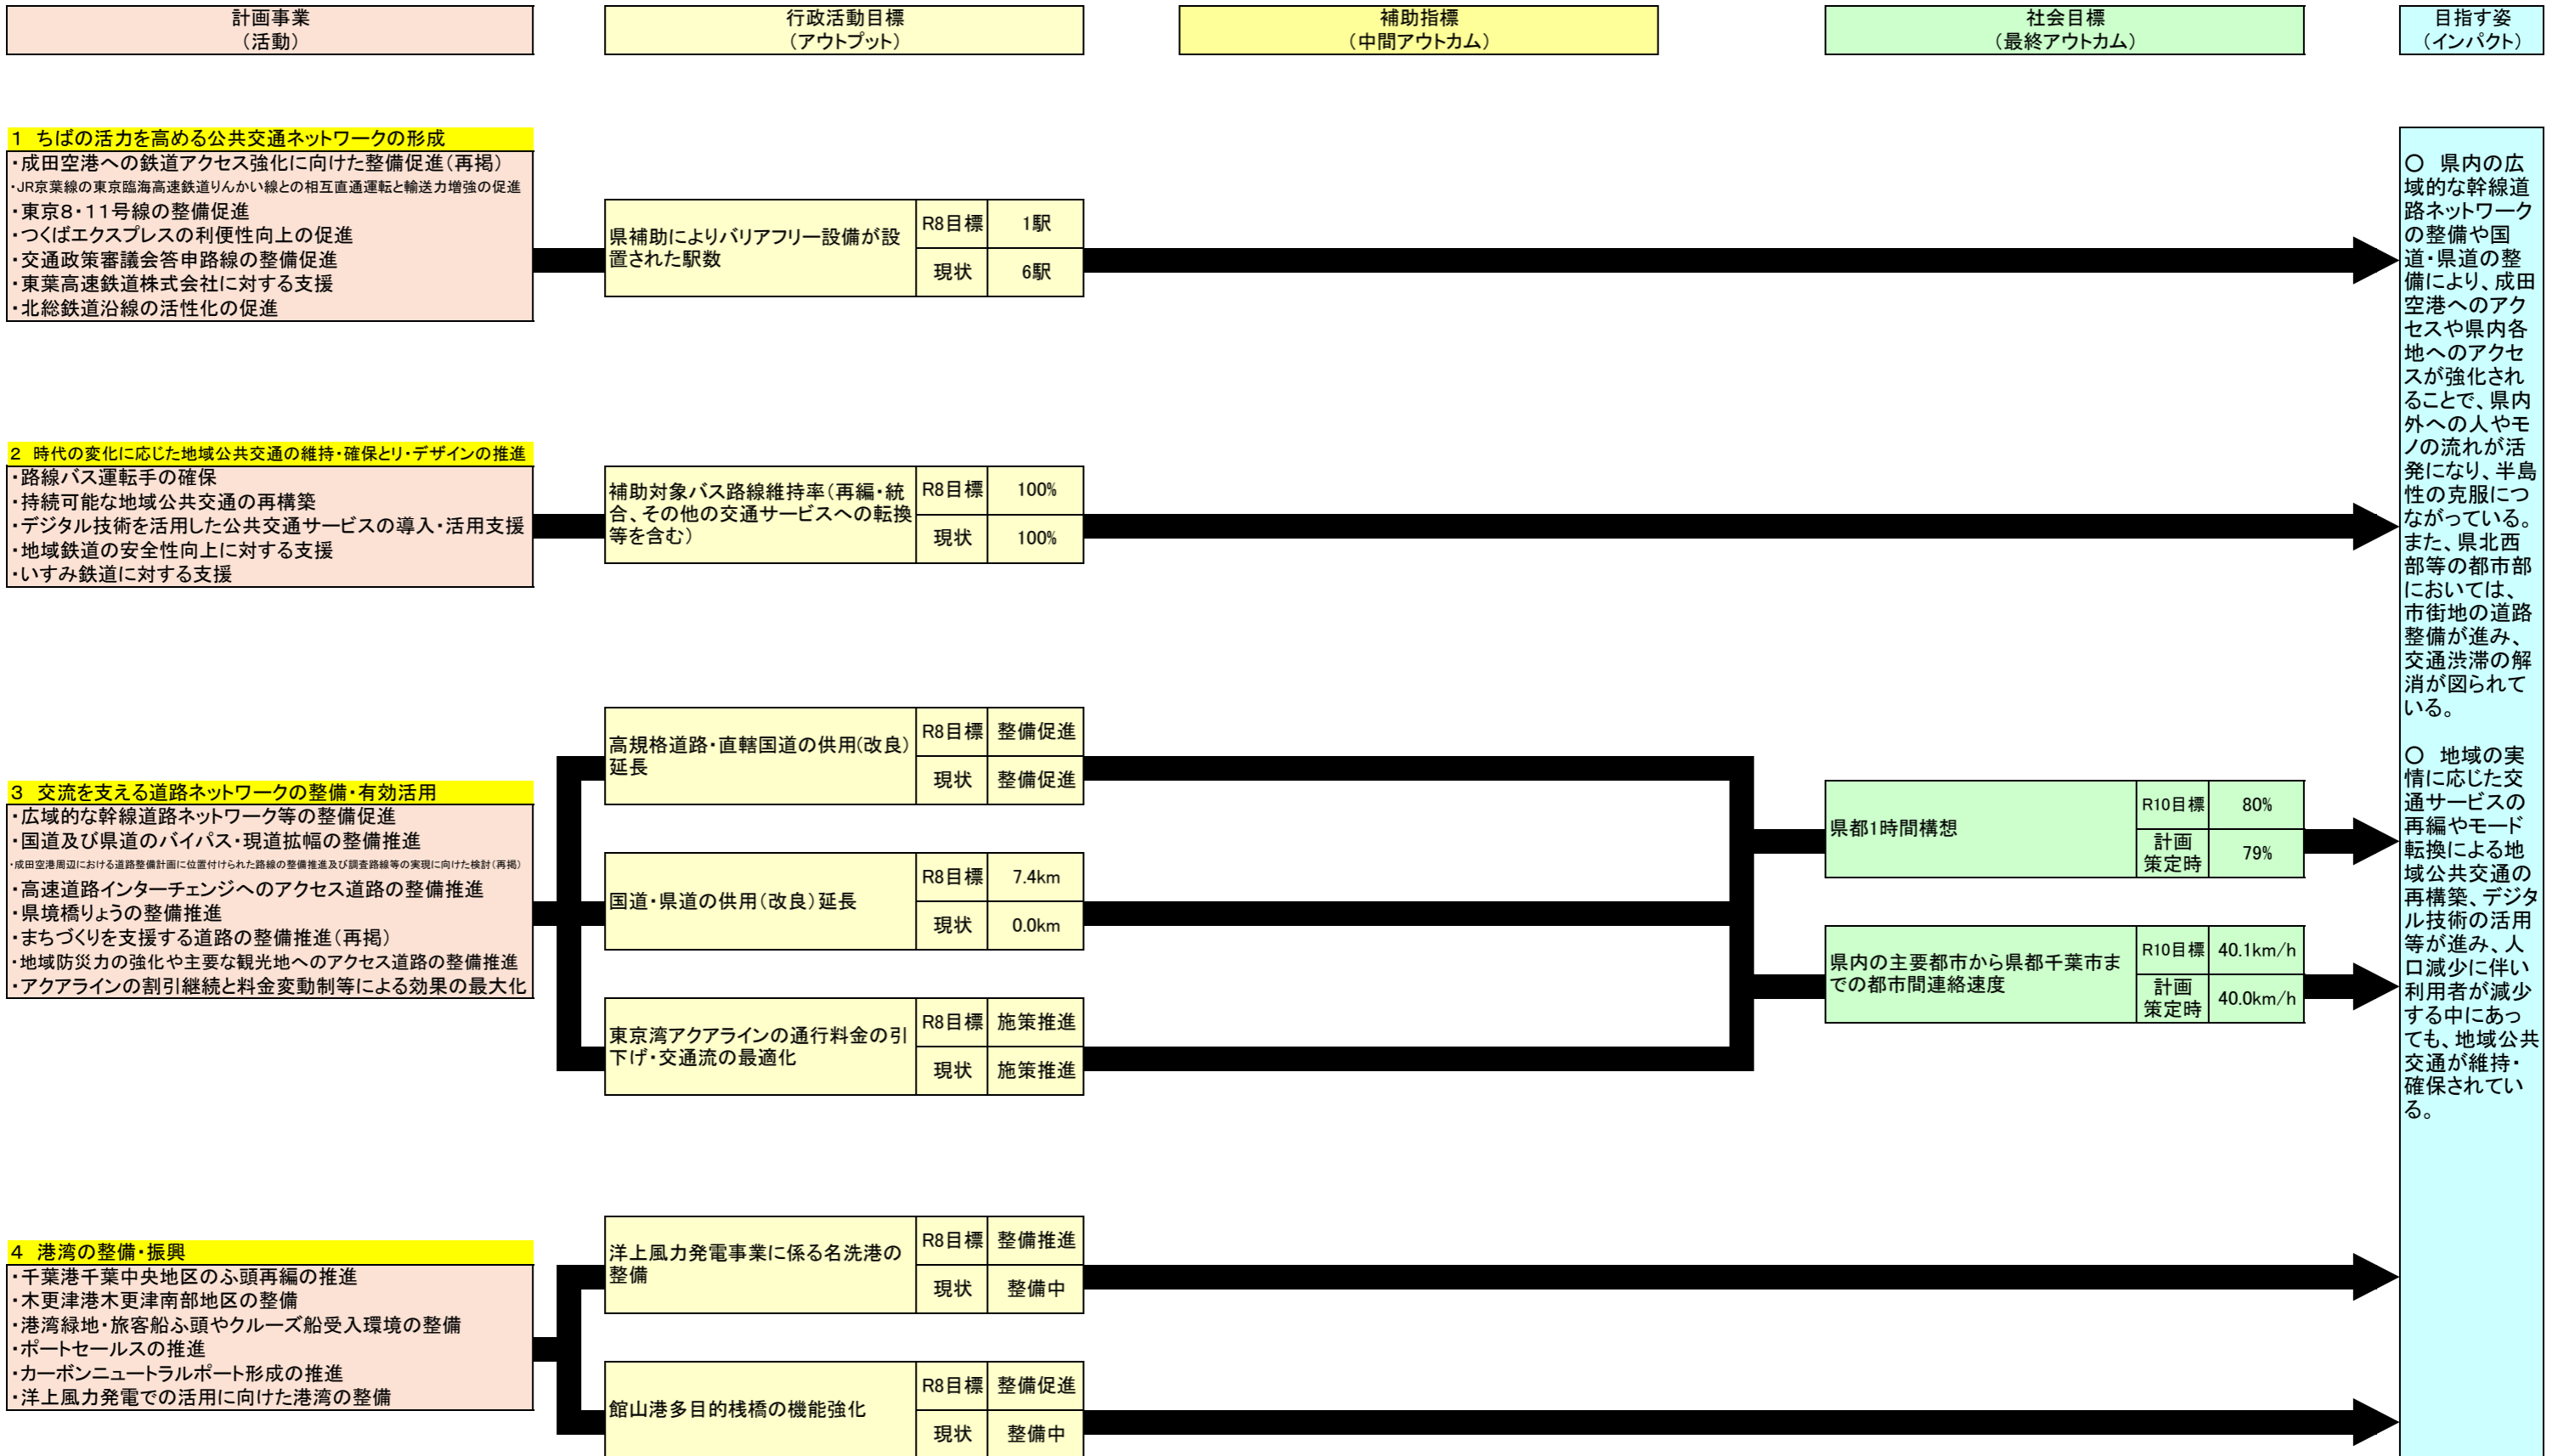 計画事業
（活動）
行政活動目標
（アウトプット）
補助指標
（中間アウトカム）
社会目標
（最終アウトカム）
目指す姿
（インパクト）
1 ちばの活力を高める公共交通ネットワークの形成
・成田空港への鉄道アクセス強化に向けた整備促進（再掲）
・JR京葉線の東京臨海高速鉄道りんかい線との相互直通運転と輸送力増強の促進
・東京8・11号線の整備促進
・つくばエクスプレスの利便性向上の促進
・交通政策審議会答申路線の整備促進
・東葉高速鉄道株式会社に対する支援
・北総鉄道沿線の活性化の促進
県補助によりバリアフリー設備が設
置された駅数
R8目標 1駅
現状 6駅
2 時代の変化に応じた地域公共交通の維持・確保とリ・デザインの推進
・路線バス運転手の確保
・持続可能な地域公共交通の再構築
・デジタル技術を活用した公共交通サービスの導入・活用支援
・地域鉄道の安全性向上に対する支援
・いすみ鉄道に対する支援
補助対象バス路線維持率（再編・統
合、その他の交通サービスへの転換
等を含む）
R8目標 100%
現状 100%
3 交流を支える道路ネットワークの整備・有効活用
・広域的な幹線道路ネットワーク等の整備促進
・国道及び県道のバイパス・現道拡幅の整備推進
・成田空港周辺における道路整備計画に位置付けられた路線の整備推進及び調査路線等の実現に向けた検討（再掲）
・高速道路インターチェンジへのアクセス道路の整備推進
・県境橋りょうの整備推進
・まちづくりを支援する道路の整備推進（再掲）
・地域防災力の強化や主要な観光地へのアクセス道路の整備推進
・アクアラインの割引継続と料金変動制等による効果の最大化
高規格道路・直轄国道の供用（改良）
延長
R8目標 整備促進
現状 整備促進
国道・県道の供用（改良）延長
R8目標 7.4km
現状 0.0km
東京湾アクアラインの通行料金の引
下げ・交通流の最適化
R8目標 施策推進
現状 施策推進
県都1時間構想
R10目標 80%
計画
策定時 79%
県内の主要都市から県都千葉市ま
での都市間連絡速度
R10目標 40.1km/h
計画
策定時 40.0km/h
4 港湾の整備・振興
・千葉港千葉中央地区のふ頭再編の推進
・木更津港木更津南部地区の整備
・港湾緑地・旅客船ふ頭やクルーズ船受入環境の整備
・ポートセールスの推進
・カーボンニュートラルポート形成の推進
・洋上風力発電での活用に向けた港湾の整備
洋上風力発電事業に係る名洗港の
整備
R8目標 整備推進
現状 整備中
館山港多目的桟橋の機能強化
R8目標 整備促進
現状 整備中
○ 県内の広
域的な幹線道
路ネットワーク
の整備や国
道・県道の整
備により、成田
空港へのアク
セスや県内各
地へのアクセ
スが強化され
ることで、県内
外への人やモ
ノの流れが活
発になり、半島
性の克服につ
ながっている。
また、県北西
部等の都市部
においては、
市街地の道路
整備が進み、
交通渋滞の解
消が図られて
いる。
○ 地域の実
情に応じた交
通サービスの
再編やモード
転換による地
域公共交通の
再構築、デジタ
ル技術の活用
等が進み、人
口減少に伴い
利用者が減少
する中にあっ
ても、地域公共
交通が維持・
確保されてい
る。